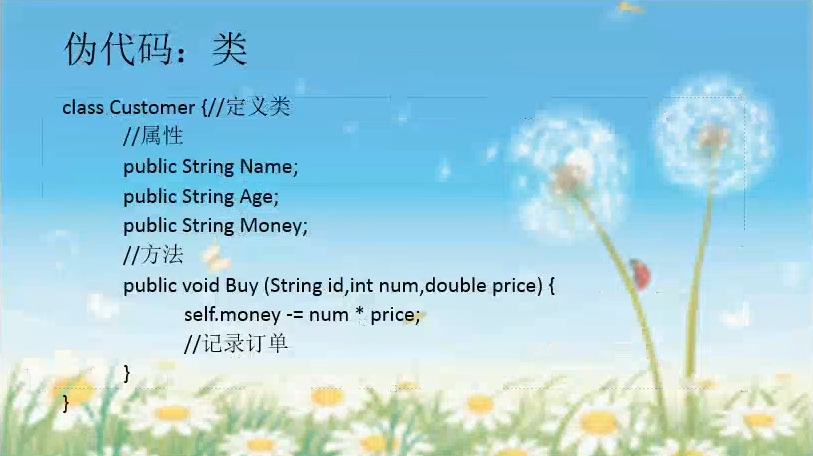 伪代码：类
class Customer {//定义类
//属性
public String Name;
public String Age;
public String Money;
//方法
public void Buy (String id,int num,double price) {
self.money -= num * price;
//记录订单
}
}